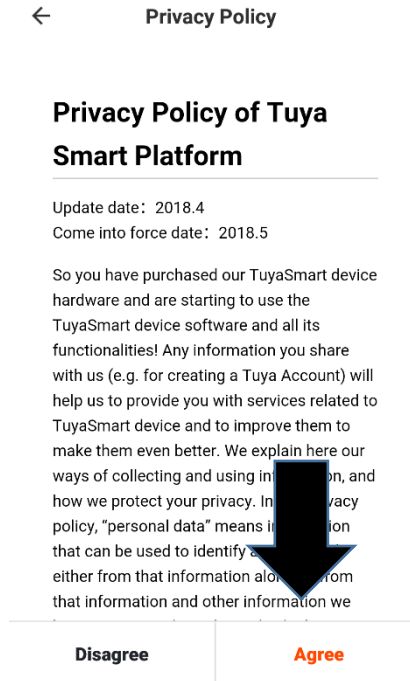 Privacy Policy
Privacy Policy of Tuya
Smart Platform
Update date：2018.4
Come into force date：2018.5
So you have purchased our TuyaSmart device
hardware and are starting to use the
TuyaSmart device software and all its
functionalities! Any information you share
with us (e.g. for creating a Tuya Account) will
help us to provide you with services related to
TuyaSmart device and to improve them to
make them even better. We explain here our
ways of collecting and using and
how we protect your privacy.
policy, “personal data” means
that can be used to identify
either from that information from
that information and other information we
Disagree
Agree